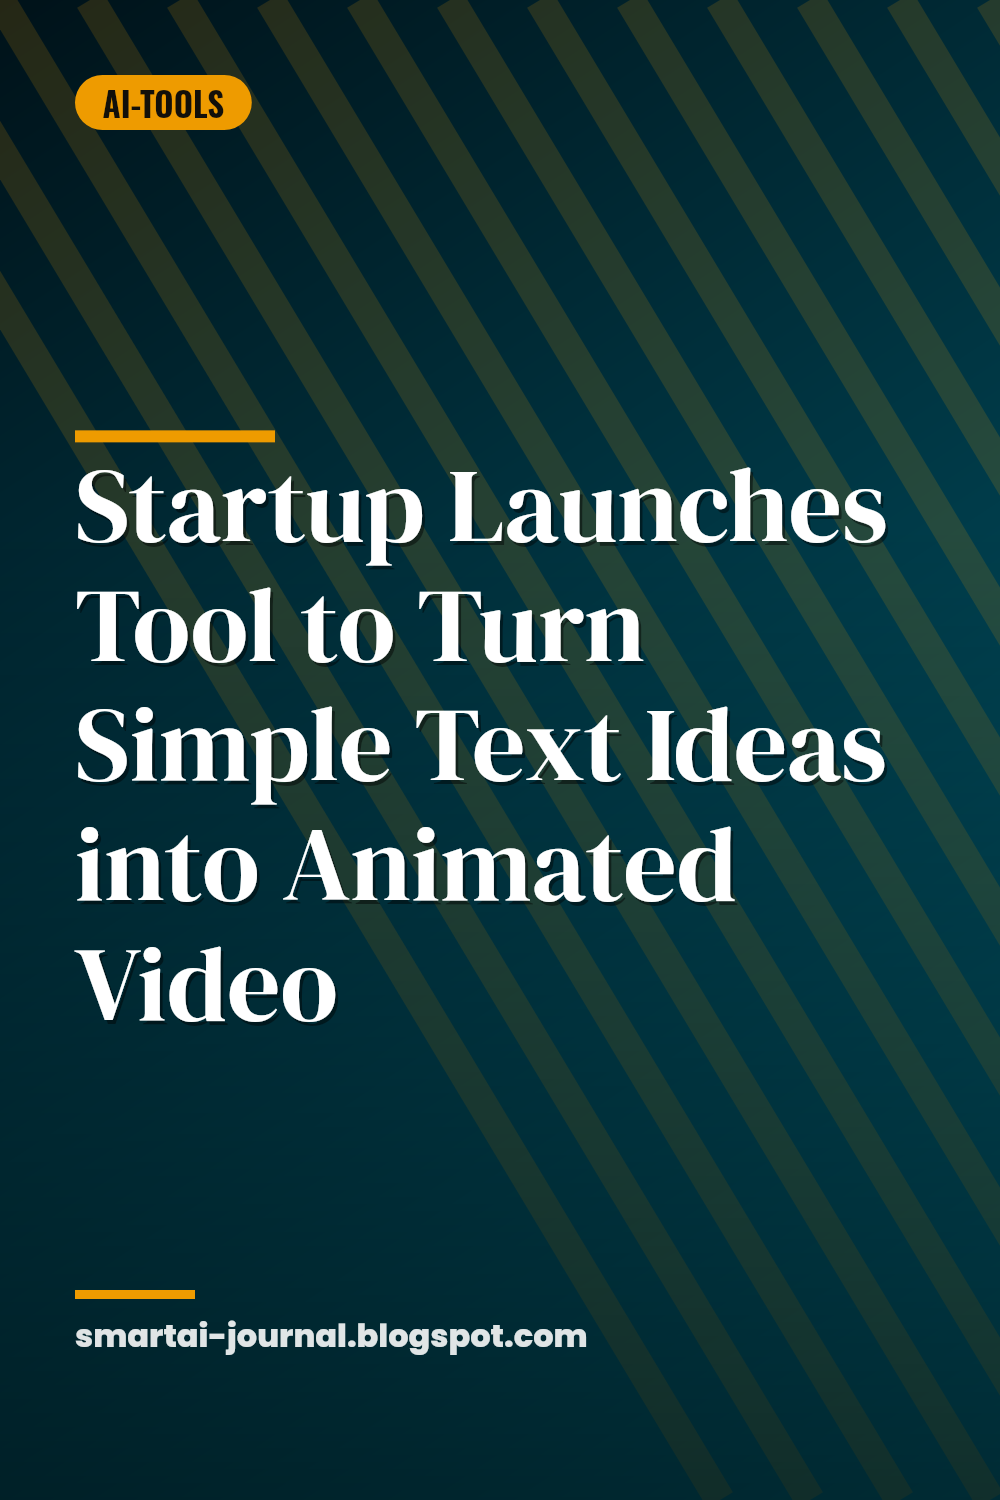 AI-TOOLS
Startup Launches
Tool to Turn
Simple Text Ideas
into Animated
Video
smartai-journal.blogspot.com